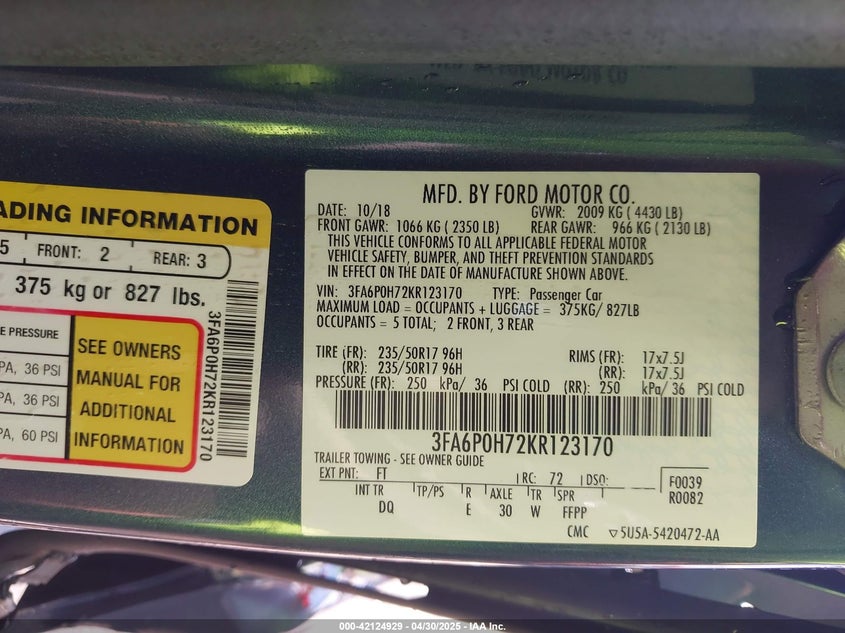 ADING INFORMATION
5 FRONT: 2 REAR: 3
375 kg or 827 lbs.
E PRESSURE
PA, 36 PSI
PA, 36 PSI
PA, 60 PSI
SEE OWNERS
MANUAL FOR
ADDITIONAL
INFORMATION
3FA6P0H72KR123170
MFD. BY FORD MOTOR CO.
DATE: 10/18 GVWR: 2009 KG ( 4430 LB)
FRONT GAWR: 1066 KG ( 2350 LB) REAR GAWR: 966 KG ( 2130 LB)
THIS VEHICLE CONFORMS TO ALL APPLICABLE FEDERAL MOTOR
VEHICLE SAFETY, BUMPER, AND THEFT PREVENTION STANDARDS
IN EFFECT ON THE DATE OF MANUFACTURE SHOWN ABOVE.
VIN: 3FA6P0H72KR123170 TYPE: Passenger Car
MAXIMUM LOAD = OCCUPANTS + LUGGAGE = 375KG/ 827LB
OCCUPANTS = 5 TOTAL; 2 FRONT, 3 REAR
TIRE (FR): 235/50R17 96H RIMS (FR): 17x7.5J
(RR): 235/50R17 96H (RR): 17x7.5J
PRESSURE (FR): 250 kPa/ 36 PSI COLD (RR): 250 kPa/ 36 PSI COLD
3FA6P0H72KR123170
TRAILER TOWING - SEE OWNER GUIDE
EXT PNT: FT RC: 72 DSO:
F0039
R0082
INT TR TP/PS R AXLE TR SPR
DQ E 30 W FFPP
CMC ▽5U5A-5420472-AA
000-42124929 - 04/30/2025 - IAA Inc.